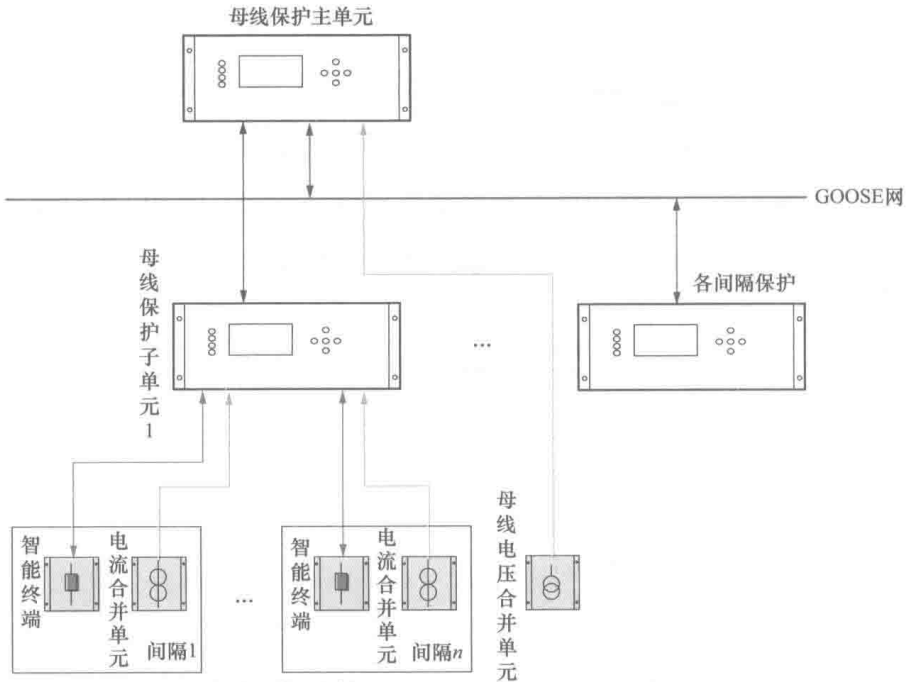 母线保护主单元
GOOSE网
母线保护子单元1
各间隔保护
...
智能终端
电流合并单元
间隔1
...
智能终端
电流合并单元
间隔n
母线电压合并单元